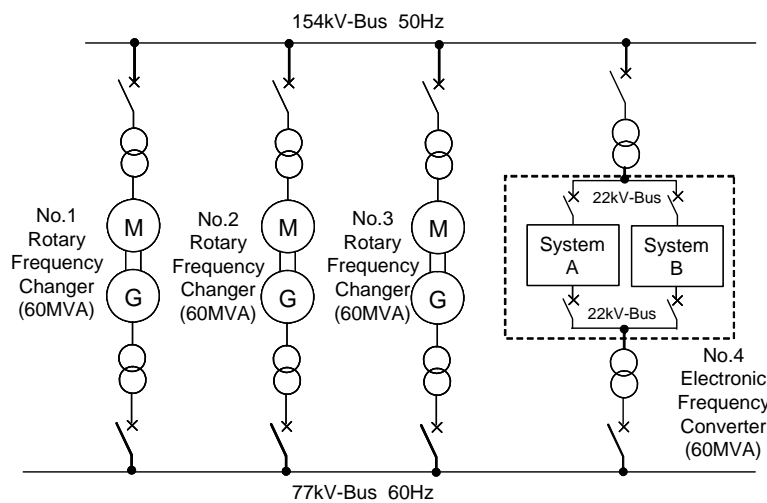 154kV-Bus 50Hz
No.1
Rotary
Frequency
Changer
(60MVA)
M
G
No.2
Rotary
Frequency
Changer
(60MVA)
M
G
No.3
Rotary
Frequency
Changer
(60MVA)
M
G
22kV-Bus
System
A
System
B
22kV-Bus
No.4
Electronic
Frequency
Converter
(60MVA)
77kV-Bus 60Hz